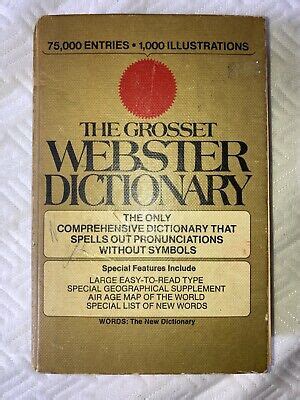 75,000 ENTRIES • 1,000 ILLUSTRATIONS
THE GROSSET
WEBSTER
DICTIONARY
THE ONLY
COMPREHENSIVE DICTIONARY THAT
SPELLS OUT PRONUNCIATIONS
WITHOUT SYMBOLS
Special Features Include
LARGE EASY-TO-READ TYPE
SPECIAL GEOGRAPHICAL SUPPLEMENT
AIR AGE MAP OF THE WORLD
SPECIAL LIST OF NEW WORDS
WORDS: The New Dictionary